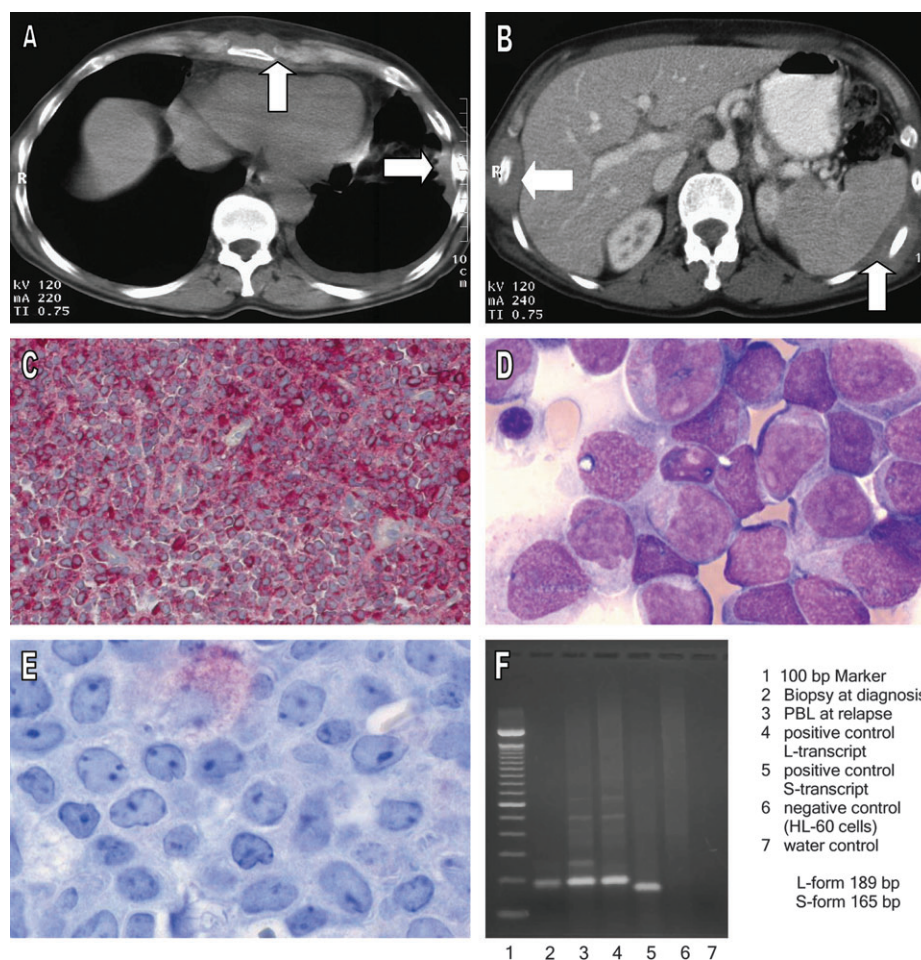 A
R
10
c
m
kV 120
mA 220
TI 0.75
B
R
1
kV 120
mA 240
TI 0.75
C
D
E
F
1 100 bp Marker
2 Biopsy at diagnosis
3 PBL at relapse
4 positive control
L-transcript
5 positive control
S-transcript
6 negative control
(HL-60 cells)
7 water control
L-form 189 bp
S-form 165 bp
1 2 3 4 5 6 7